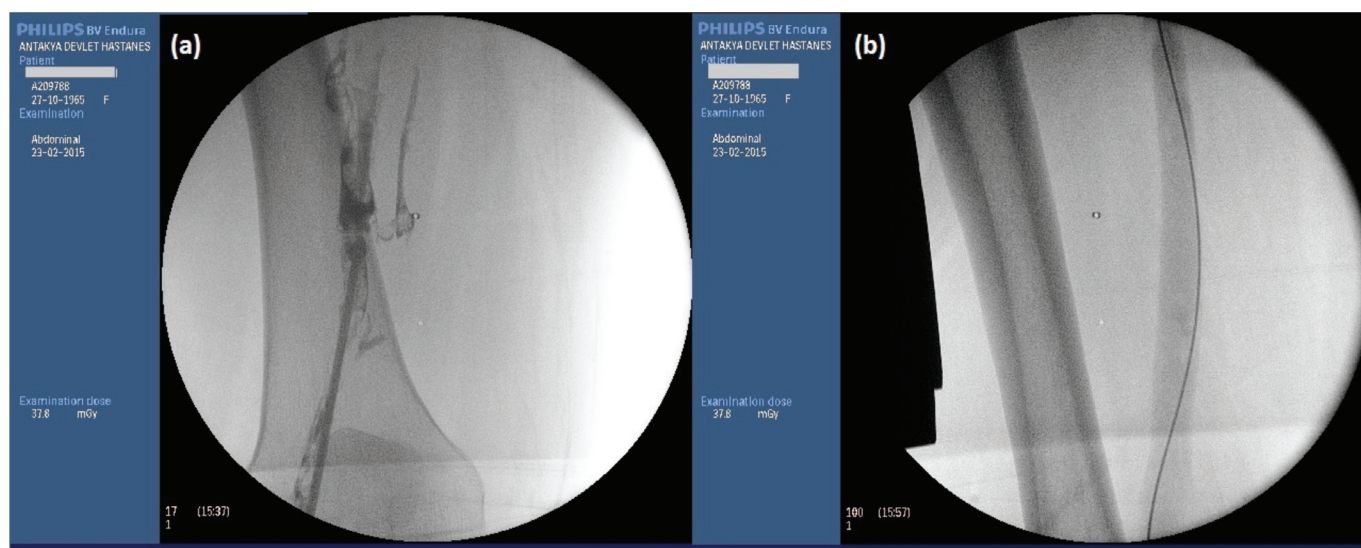 PHILIPS BV Endura
ANTAKYA DEVLET HASTANES
Patient
A209788
27-10-1965 F
Examination
Abdominal
23-02-2015
Examination dose
37.8 mGy
(a)
17 (15:37)
1
PHILIPS BV Endura
ANTAKYA DEVLET HASTANES
Patient
A209788
27-10-1965 F
Examination
Abdominal
23-02-2015
Examination dose
37.8 mGy
(b)
100 (15:57)
1